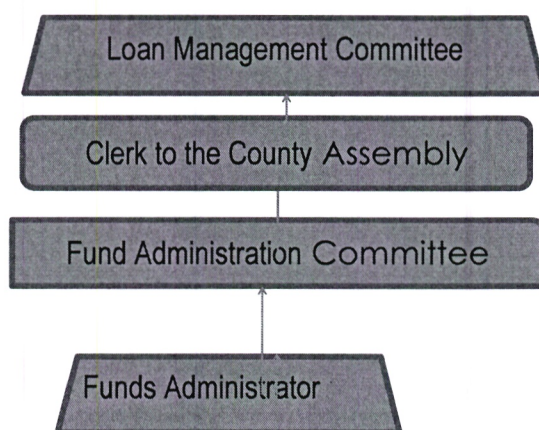 Loan Management Committee
Clerk to the County Assembly
Fund Administration Committee
Funds Administrator